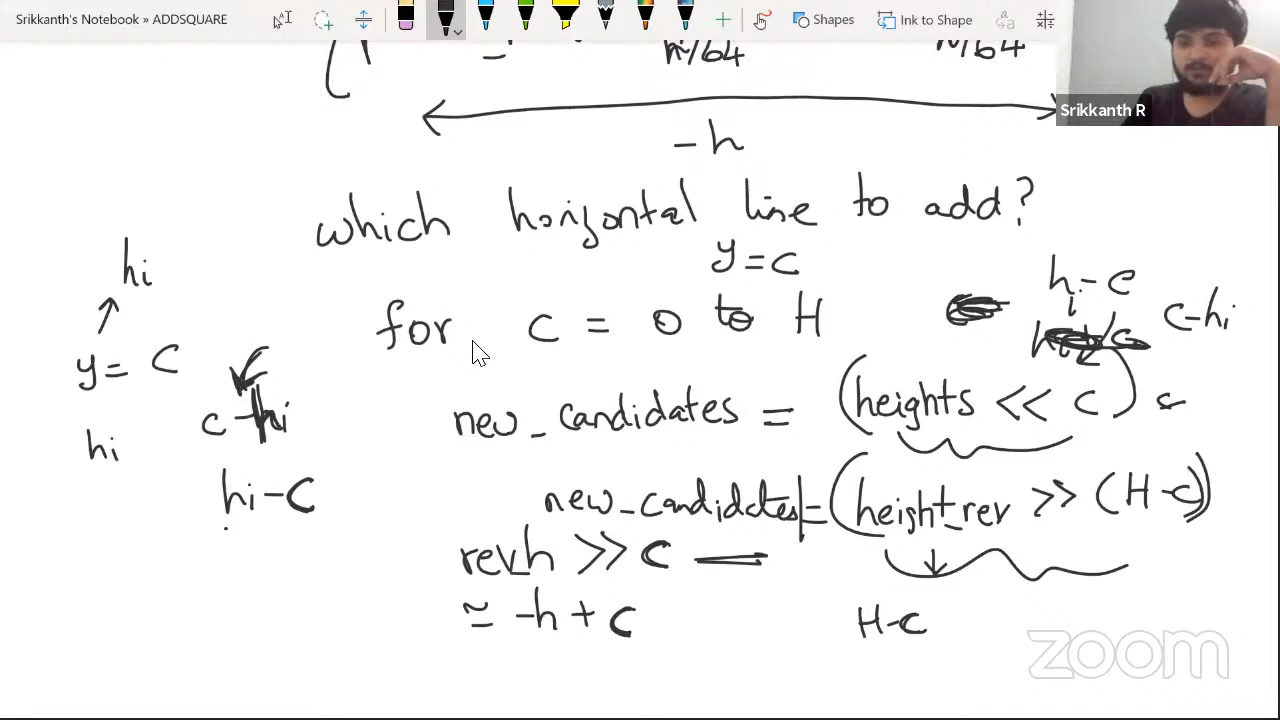 Srikkanth's Notebook » ADDSQUARE
Shapes
Ink to Shape
Srikkanth R
h/64
h/64
-h
which horizontal line to add?
y=c
hi
for c = 0 to H
hi-c
c-hi
y= c
c-hi
hi
hi-c
new_candidates = (heights << c)
new_candidates |= (height_rev >> (H-c))
rev_h >> c
≃ -h + c
H-c
zoom